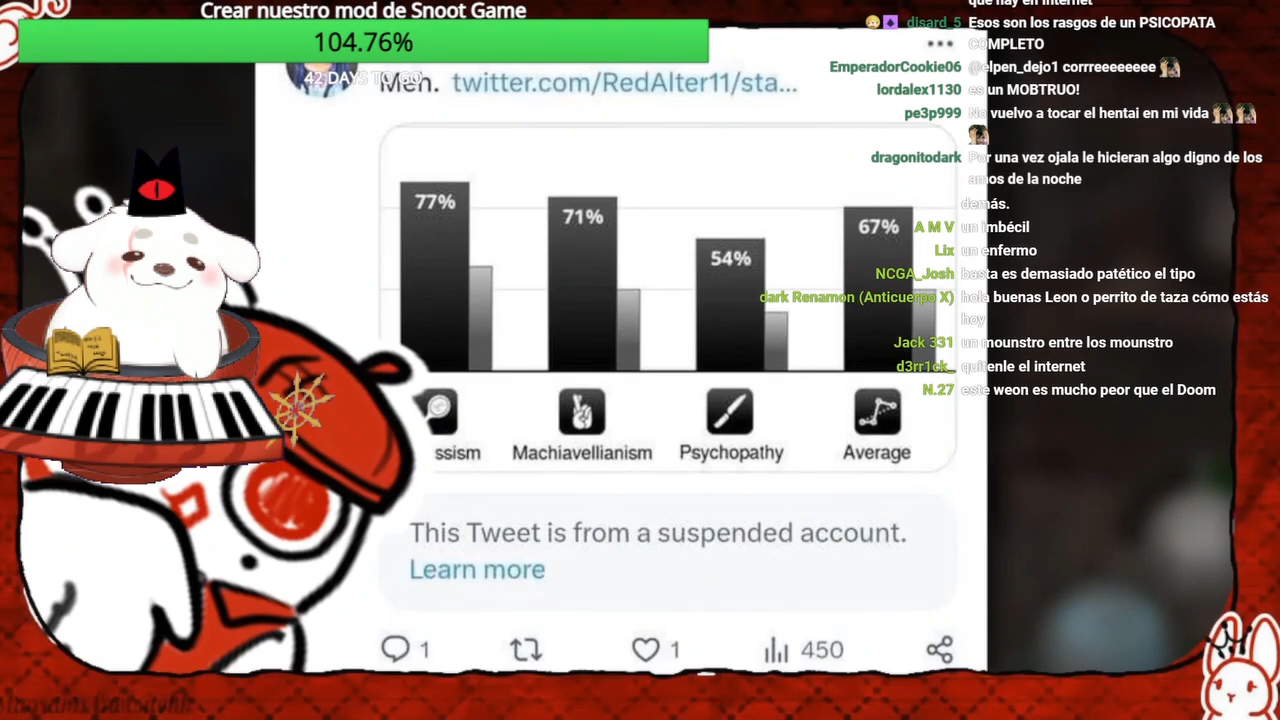 Crear nuestro mod de Snoot Game
104.76%
42 DAYS TO GO
Men. twitter.com/RedAlter11/sta...
77%
71%
54%
67%
ssism
Machiavellianism
Psychopathy
Average
This Tweet is from a suspended account.
Learn more
1
1
450
que hay en internet
disard_5 Esos son los rasgos de un PSICOPATA
COMPLETO
EmperadorCookie06 @elpen_dejo1 corrreeeeeee
lordalex1130 es un MOBTRUO!
pe3p999 No vuelvo a tocar el hentai en mi vida
dragonitodark Por una vez ojala le hicieran algo digno de los
amos de la noche
demás.
A M V un imbécil
Lix un enfermo
NCGA_Josh basta es demasiado patético el tipo
dark Renamon (Anticuerpo X) hola buenas Leon o perrito de taza cómo estás
hoy
Jack 331 un mounstro entre los mounstro
d3rr1ck_ quitenle el internet
N.27 este weon es mucho peor que el Doom